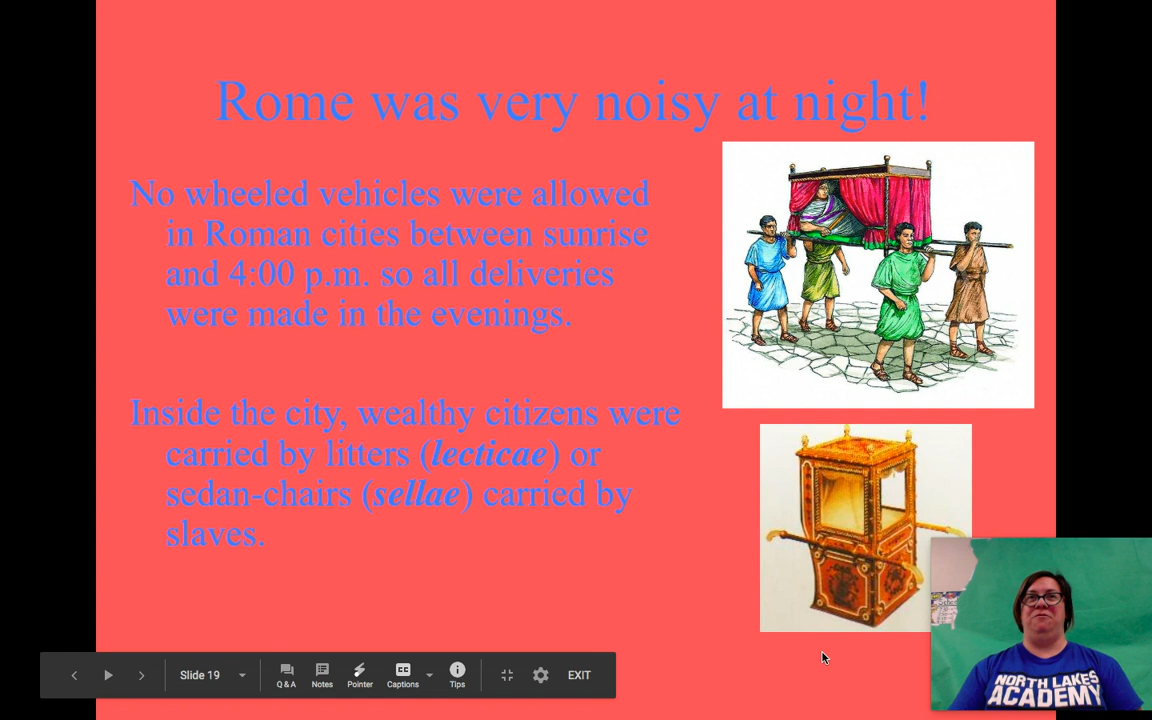 Rome was very noisy at night!
No wheeled vehicles were allowed
in Roman cities between sunrise
and 4:00 p.m. so all deliveries
were made in the evenings.
Inside the city, wealthy citizens were
carried by litters (lecticae) or
sedan-chairs (sellae) carried by
slaves.
Slide 19
Q & A
Notes
Pointer
CC
Captions
Tips
EXIT
NORTH LAKES
ACADEMY